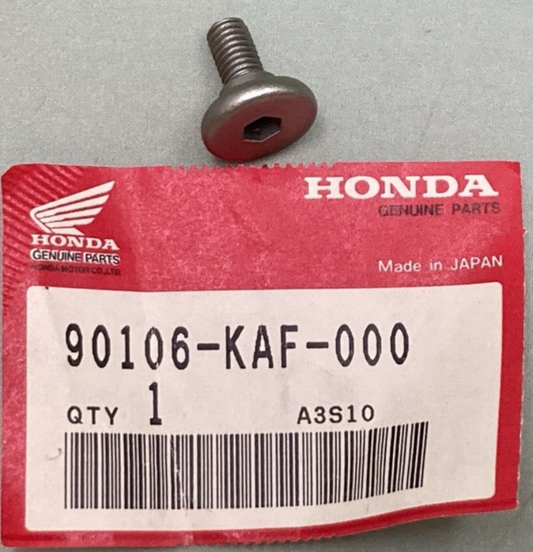 HONDA
GENUINE PARTS
HONDA
GENUINE PARTS
HONDA MOTOR CO., LTD.
Made in JAPAN
90106-KAF-000
QTY 1 A3S10